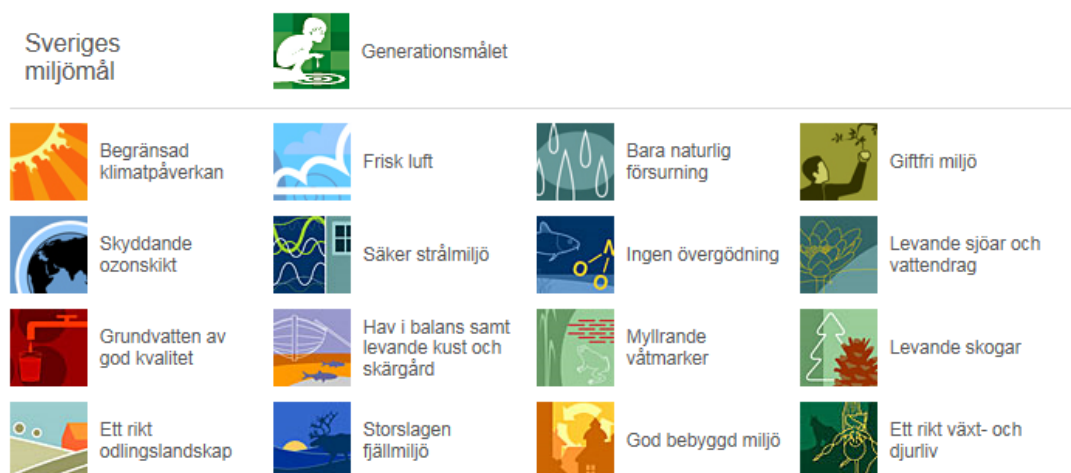 Sveriges
miljömål
Generationsmålet
Begränsad
klimatpåverkan
Frisk luft
Bara naturlig
försurning
Giftfri miljö
Skyddande
ozonskikt
Säker strålmiljö
Ingen övergödning
N
O
O
Levande sjöar och
vattendrag
Grundvatten av
god kvalitet
Hav i balans samt
levande kust och
skärgård
Myllrande
våtmarker
Levande skogar
Ett rikt
odlingslandskap
Storslagen
fjällmiljö
God bebyggd miljö
Ett rikt växt- och
djurliv